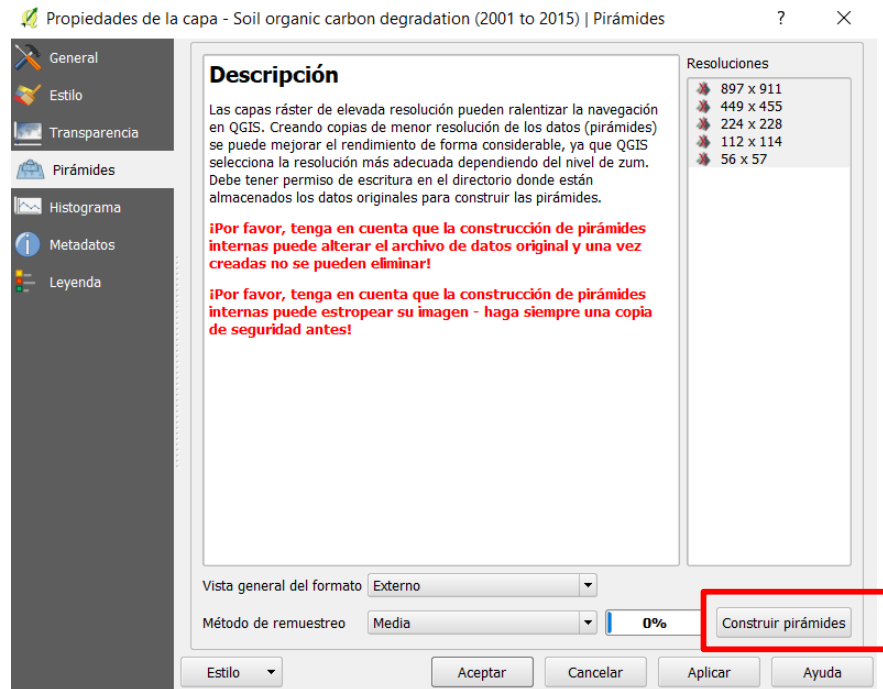 Propiedades de la capa - Soil organic carbon degradation (2001 to 2015) | Pirámides
General
Estilo
Transparencia
Pirámides
Histograma
Metadatos
Leyenda
Descripción
Las capas ráster de elevada resolución pueden ralentizar la navegación
en QGIS. Creando copias de menor resolución de los datos (pirámides)
se puede mejorar el rendimiento de forma considerable, ya que QGIS
selecciona la resolución más adecuada dependiendo del nivel de zum.
Debe tener permiso de escritura en el directorio donde están
almacenados los datos originales para construir las pirámides.
¡Por favor, tenga en cuenta que la construcción de pirámides
internas puede alterar el archivo de datos original y una vez
creadas no se pueden eliminar!
¡Por favor, tenga en cuenta que la construcción de pirámides
internas puede estropear su imagen - haga siempre una copia
de seguridad antes!
Resoluciones
897 x 911
449 x 455
224 x 228
112 x 114
56 x 57
Vista general del formato Externo
Método de remuestreo Media 0% Construir pirámides
Estilo Aceptar Cancelar Aplicar Ayuda